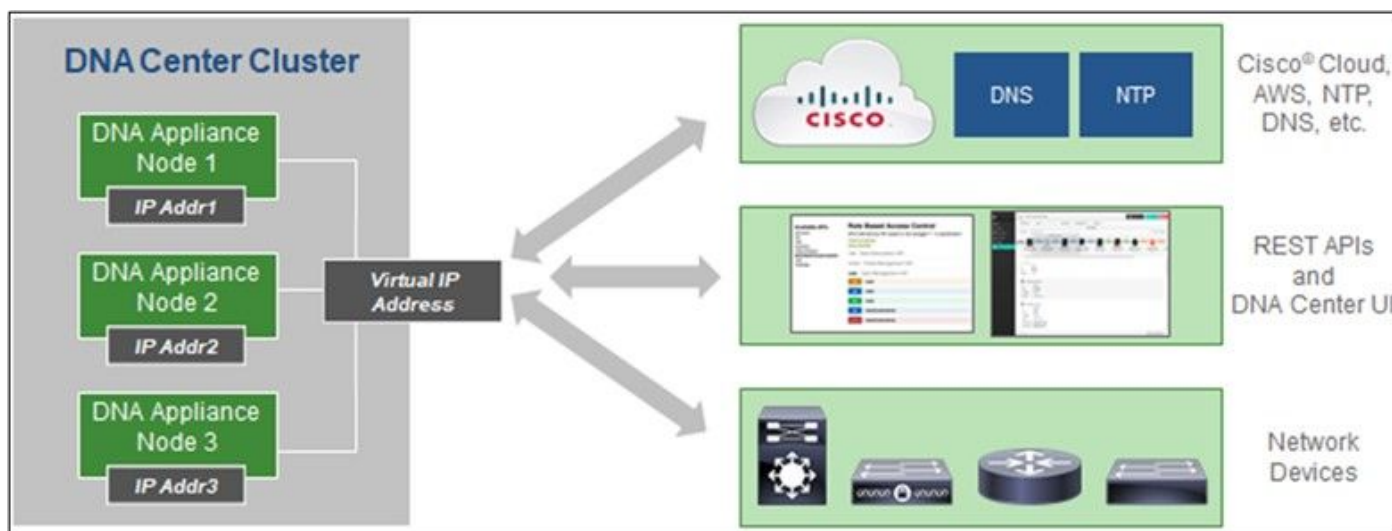 DNA Center Cluster
DNA Appliance
Node 1
IP Addr1
DNA Appliance
Node 2
IP Addr2
DNA Appliance
Node 3
IP Addr3
Virtual IP
Address
CISCO
DNS
NTP
Cisco® Cloud,
AWS, NTP,
DNS, etc.
Role Based Access Control
REST APIs
and
DNA Center UI
Network
Devices